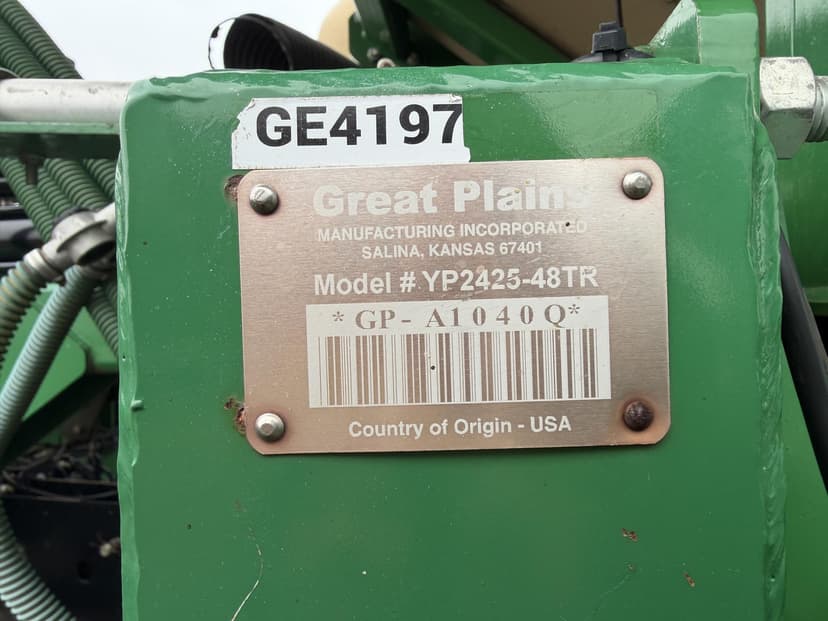 GE4197
Great Plains
MANUFACTURING INCORPORATED
SALINA, KANSAS 67401
Model # YP2425-48TR
*GP-A1040Q*
Country of Origin - USA